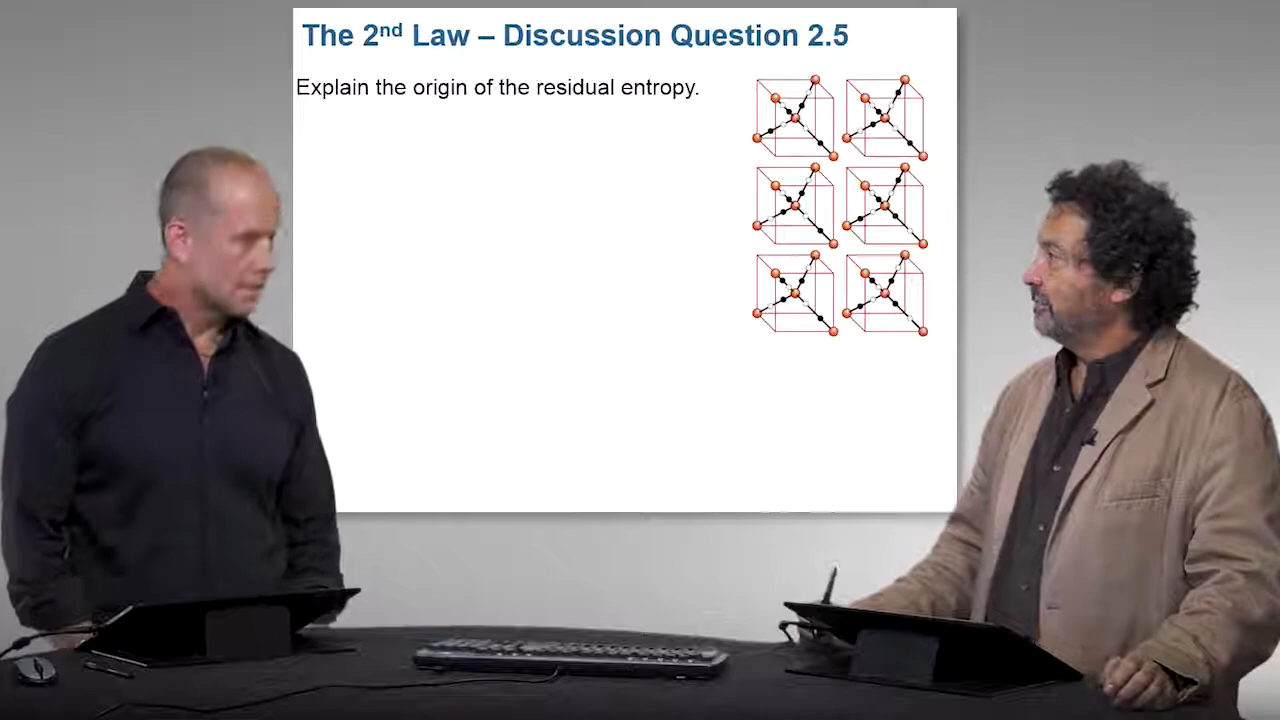 The 2nd Law – Discussion Question 2.5
Explain the origin of the residual entropy.